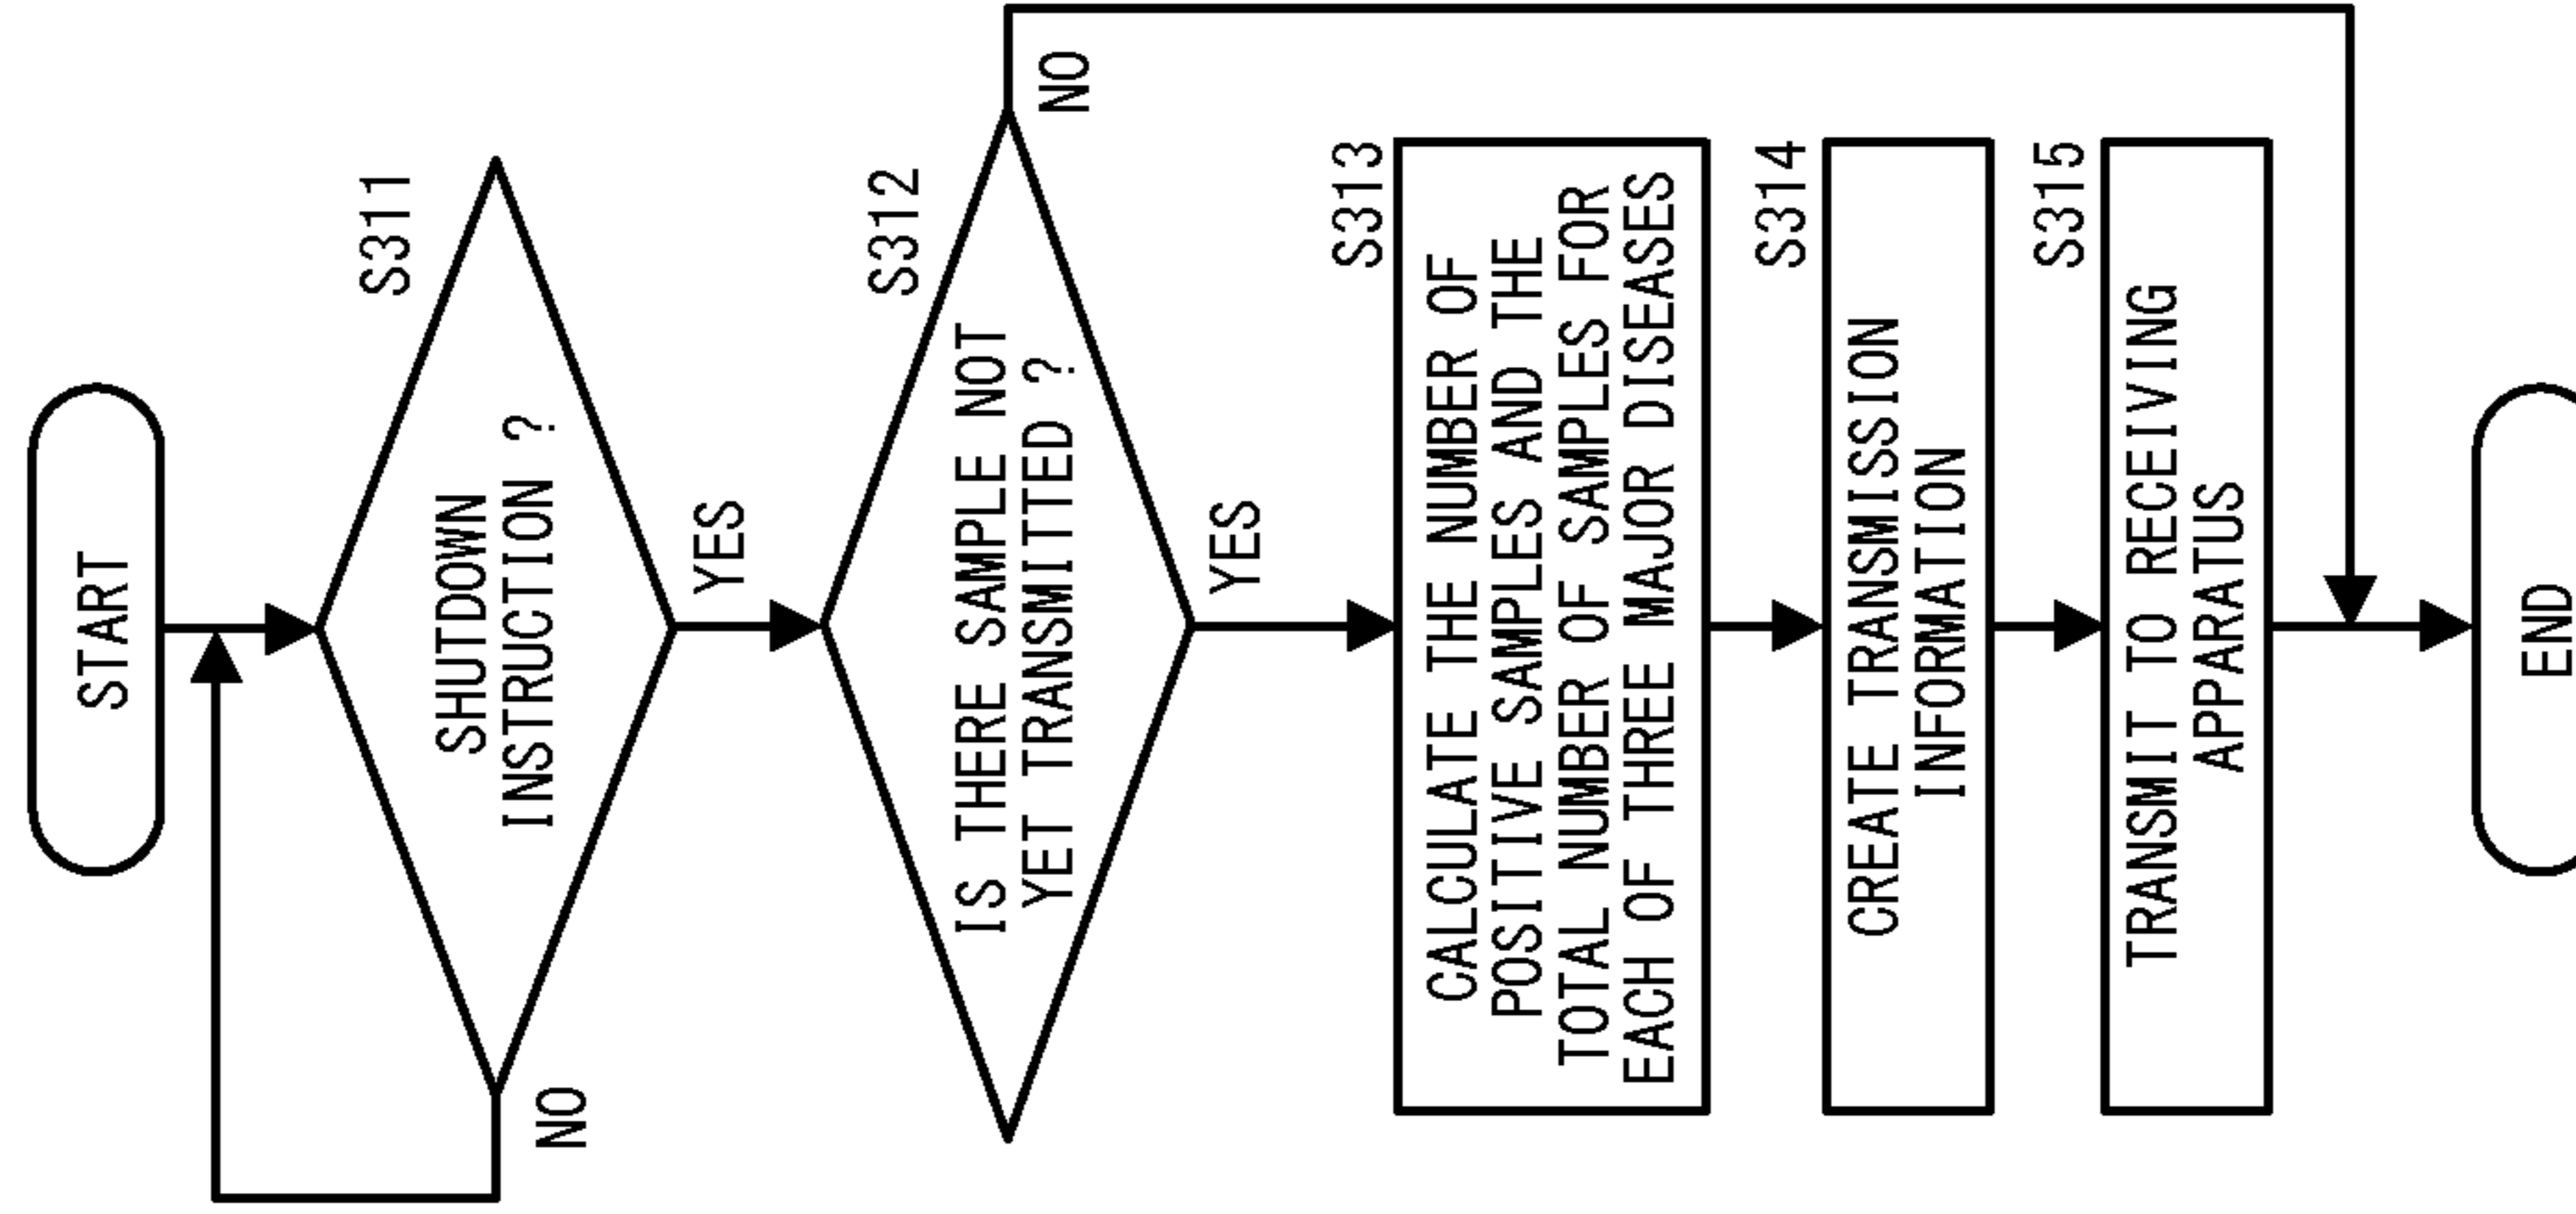 START
S311
SHUTDOWN
INSTRUCTION ?
NO
YES
S312
IS THERE SAMPLE NOT
YET TRANSMITTED ?
NO
YES
S313
CALCULATE THE NUMBER OF
POSITIVE SAMPLES AND THE
TOTAL NUMBER OF SAMPLES FOR
EACH OF THREE MAJOR DISEASES
S314
CREATE TRANSMISSION
INFORMATION
S315
TRANSMIT TO RECEIVING
APPARATUS
END